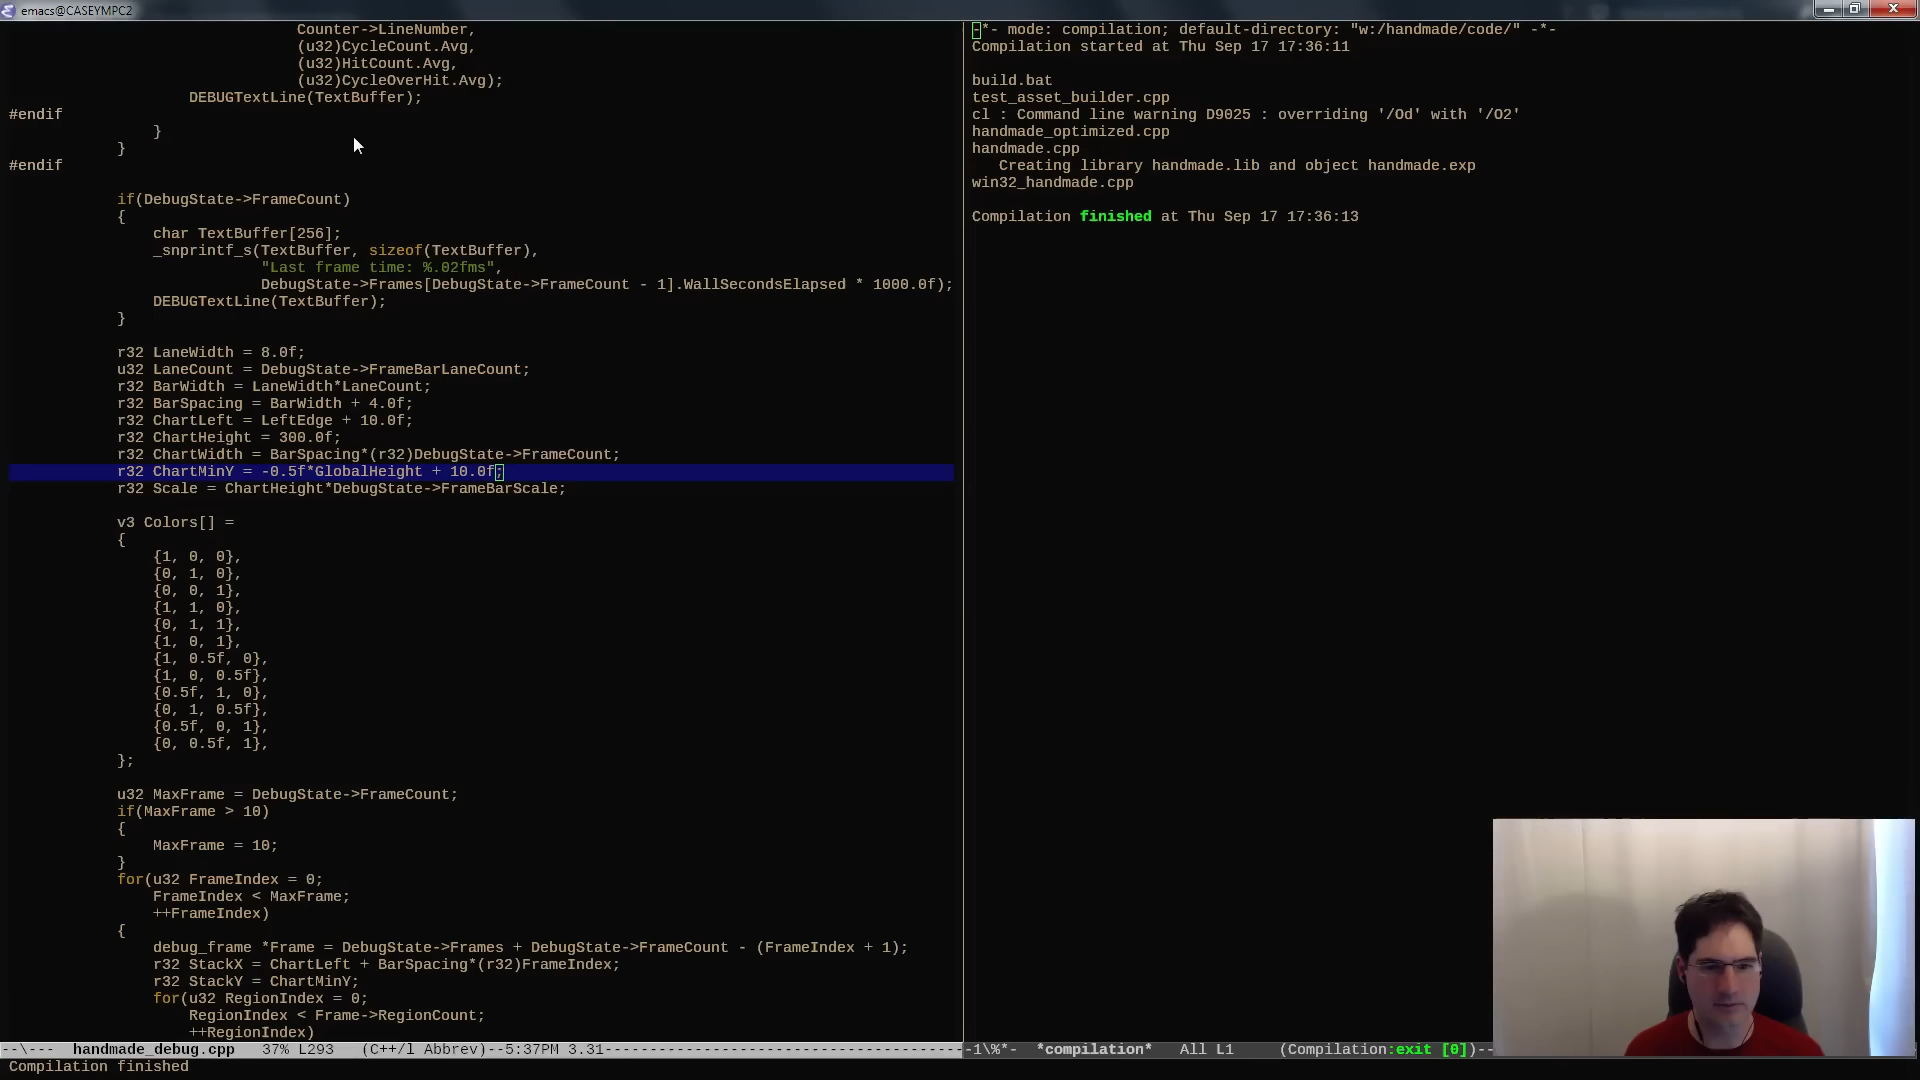 emacs@CASEYMPC2
Counter->LineNumber,
(u32)CycleCount.Avg,
(u32)HitCount.Avg,
(u32)CycleOverHit.Avg);
DEBUGTextLine(TextBuffer);
#endif
}
}
#endif
if(DebugState->FrameCount)
{
char TextBuffer[256];
_snprintf_s(TextBuffer, sizeof(TextBuffer),
"Last frame time: %.02fms",
DebugState->Frames[DebugState->FrameCount - 1].WallSecondsElapsed * 1000.0f);
DEBUGTextLine(TextBuffer);
}
r32 LaneWidth = 8.0f;
u32 LaneCount = DebugState->FrameBarLaneCount;
r32 BarWidth = LaneWidth*LaneCount;
r32 BarSpacing = BarWidth + 4.0f;
r32 ChartLeft = LeftEdge + 10.0f;
r32 ChartHeight = 300.0f;
r32 ChartWidth = BarSpacing*(r32)DebugState->FrameCount;
r32 ChartMinY = -0.5f*GlobalHeight + 10.0f;
r32 Scale = ChartHeight*DebugState->FrameBarScale;
v3 Colors[] =
{
{1, 0, 0},
{0, 1, 0},
{0, 0, 1},
{1, 1, 0},
{0, 1, 1},
{1, 0, 1},
{1, 0.5f, 0},
{1, 0, 0.5f},
{0.5f, 1, 0},
{0, 1, 0.5f},
{0.5f, 0, 1},
{0, 0.5f, 1},
};
u32 MaxFrame = DebugState->FrameCount;
if(MaxFrame > 10)
{
MaxFrame = 10;
}
for(u32 FrameIndex = 0;
FrameIndex < MaxFrame;
++FrameIndex)
{
debug_frame *Frame = DebugState->Frames + DebugState->FrameCount - (FrameIndex + 1);
r32 StackX = ChartLeft + BarSpacing*(r32)FrameIndex;
r32 StackY = ChartMinY;
for(u32 RegionIndex = 0;
RegionIndex < Frame->RegionCount;
++RegionIndex)
--\--- handmade_debug.cpp 37% L293 (C++/l Abbrev)--5:37PM 3.31----------------------------------------
Compilation finished
-*- mode: compilation; default-directory: "w:/handmade/code/" -*-
Compilation started at Thu Sep 17 17:36:11
build.bat
test_asset_builder.cpp
cl : Command line warning D9025 : overriding '/Od' with '/O2'
handmade_optimized.cpp
handmade.cpp
Creating library handmade.lib and object handmade.exp
win32_handmade.cpp
Compilation finished at Thu Sep 17 17:36:13
-1\%*- *compilation* All L1 (Compilation:exit [0])--